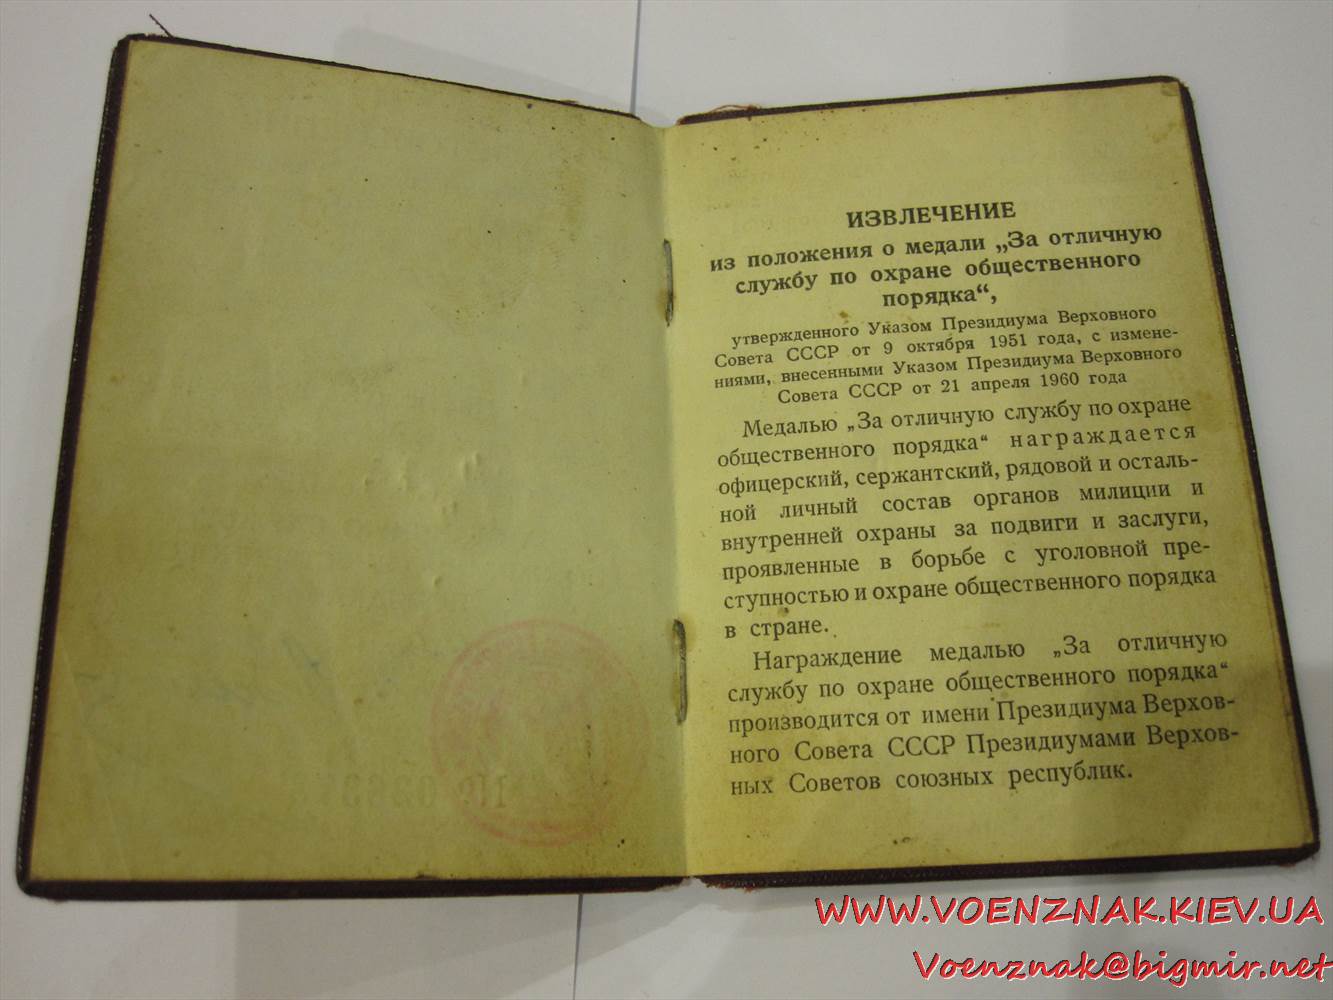 ИЗВЛЕЧЕНИЕ
из положения о медали „За отличную
службу по охране общественного
порядка“,
утвержденного Указом Президиума Верховного
Совета СССР от 9 октября 1951 года, с измене-
ниями, внесенными Указом Президиума Верховного
Совета СССР от 21 апреля 1960 года
Медалью „За отличную службу по охране
общественного порядка“ награждается
офицерский, сержантский, рядовой и осталь-
ной личный состав органов милиции и
внутренней охраны за подвиги и заслуги,
проявленные в борьбе с уголовной пре-
ступностью и охране общественного порядка
в стране.
Награждение медалью „За отличную
службу по охране общественного порядка“
производится от имени Президиума Верхов-
ного Совета СССР Президиумами Верхов-
ных Советов союзных республик.
WWW.VOENZNAK.KIEV.UA
Voenznak@bigmir.net